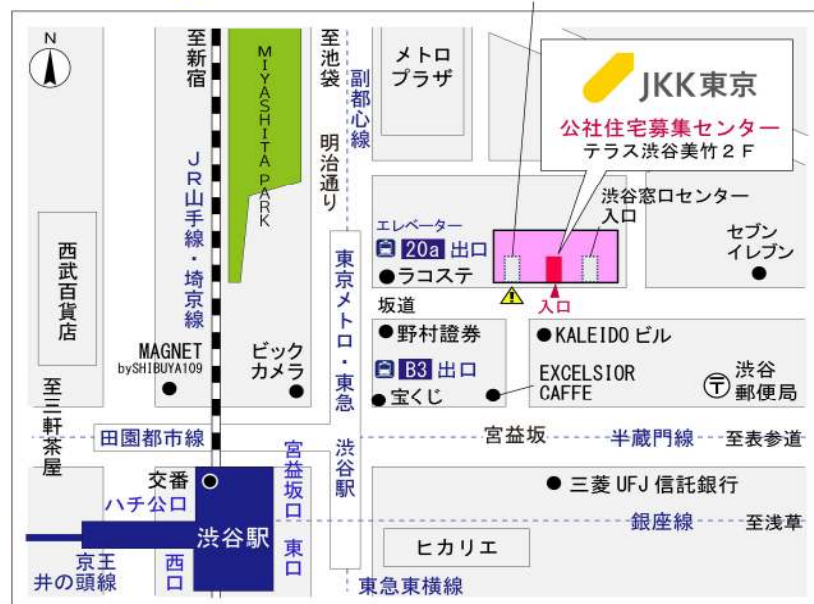 N
至新宿
MIYASHITA PARK
至池袋
副都心線
明治通り
メトロ
プラザ
JKK東京
公社住宅募集センター
テラス渋谷美竹２Ｆ
JR山手線・埼京線
西武百貨店
エレベーター
20a 出口
ラコステ
渋谷窓口センター
入口
セブン
イレブン
入口
坂道
東京メトロ・東急 渋谷駅
野村證券
KALEIDO ビル
MAGNET
bySHIBUYA109
ビック
カメラ
B3 出口
宝くじ
EXCELSIOR
CAFFE
〒
渋谷
郵便局
至三軒茶屋
田園都市線
宮益坂
半蔵門線
至表参道
交番
ハチ公口
宮益坂口
三菱 UFJ 信託銀行
渋谷駅
銀座線
至浅草
京王
井の頭線
西口
東口
ヒカリエ
東急東横線